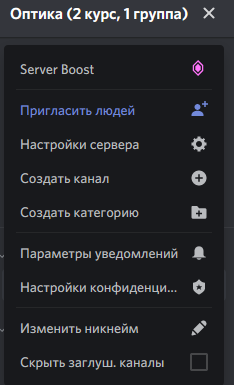 Оптика (2 курс, 1 группа)
Server Boost
Пригласить людей
Настройки сервера
Создать канал
Создать категорию
Параметры уведомлений
Настройки конфиденци...
Изменить никнейм
Скрыть заглуш. каналы